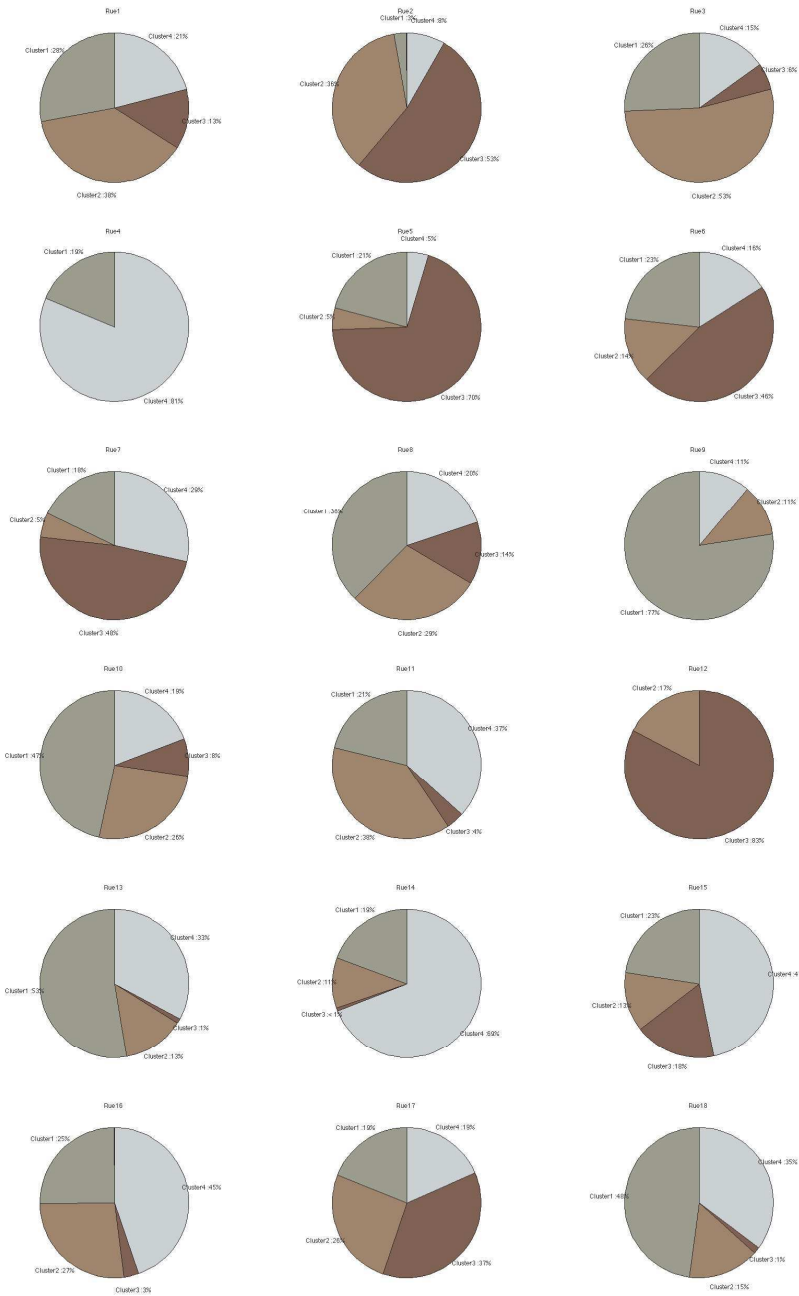 Rue1
Cluster4 :21%
Cluster1 :28%
Cluster3 :13%
Cluster2 :38%
Rue2
Cluster1 :3%
Cluster4 :8%
Cluster2 :36%
Cluster3 :53%
Rue3
Cluster4 :15%
Cluster1 :26%
Cluster3 :6%
Cluster2 :53%
Rue4
Cluster1 :19%
Cluster4 :81%
Rue5
Cluster4 :5%
Cluster1 :21%
Cluster2 :5%
Cluster3 :70%
Rue6
Cluster1 :23%
Cluster4 :16%
Cluster2 :14%
Cluster3 :46%
Rue7
Cluster1 :18%
Cluster4 :29%
Cluster2 :5%
Cluster3 :48%
Rue8
Cluster4 :20%
Cluster3 :14%
Cluster2 :29%
Rue9
Cluster4 :11%
Cluster2 :11%
Cluster1 :77%
Rue10
Cluster4 :19%
Cluster1 :47%
Cluster3 :8%
Cluster2 :26%
Rue11
Cluster1 :21%
Cluster4 :37%
Cluster3 :4%
Cluster2 :38%
Rue12
Cluster2 :17%
Cluster3 :83%
Rue13
Cluster4 :33%
Cluster1 :53%
Cluster3 :1%
Cluster2 :13%
Rue14
Cluster1 :19%
Cluster2 :11%
Cluster3 :< 1%
Cluster4 :69%
Rue15
Cluster1 :23%
Cluster4 :4
Cluster2 :13%
Cluster3 :18%
Rue16
Cluster1 :25%
Cluster4 :45%
Cluster2 :27%
Cluster3 :3%
Rue17
Cluster1 :19%
Cluster4 :18%
Cluster2 :26%
Cluster3 :37%
Rue18
Cluster4 :35%
Cluster1 :48%
Cluster3 :1%
Cluster2 :15%